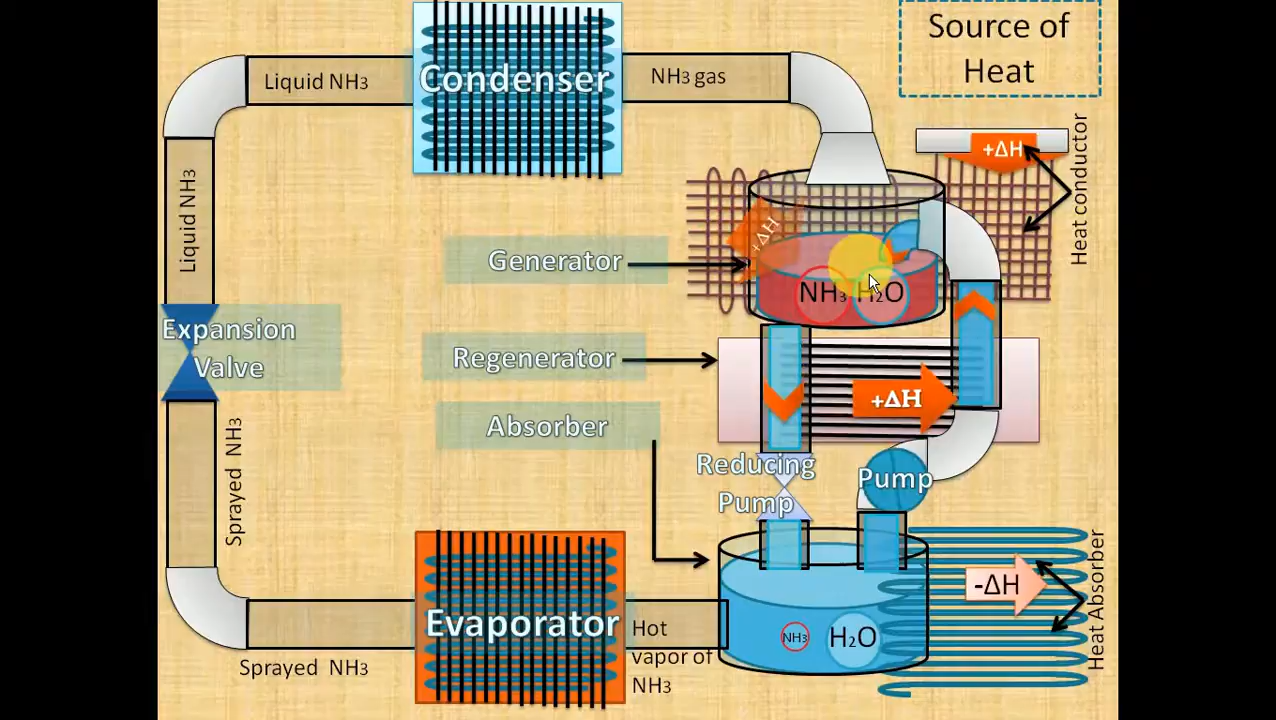 Source of
Heat
Condenser
Liquid NH3
NH3 gas
+ΔH
Heat conductor
Liquid NH3
+ΔH
Generator
NH3 H2O
Expansion
Valve
Regenerator
+ΔH
Absorber
Reducing
Pump
Pump
Sprayed NH3
-ΔH
Heat Absorber
Evaporator
Hot
vapor of
NH3
NH3 H2O
Sprayed NH3